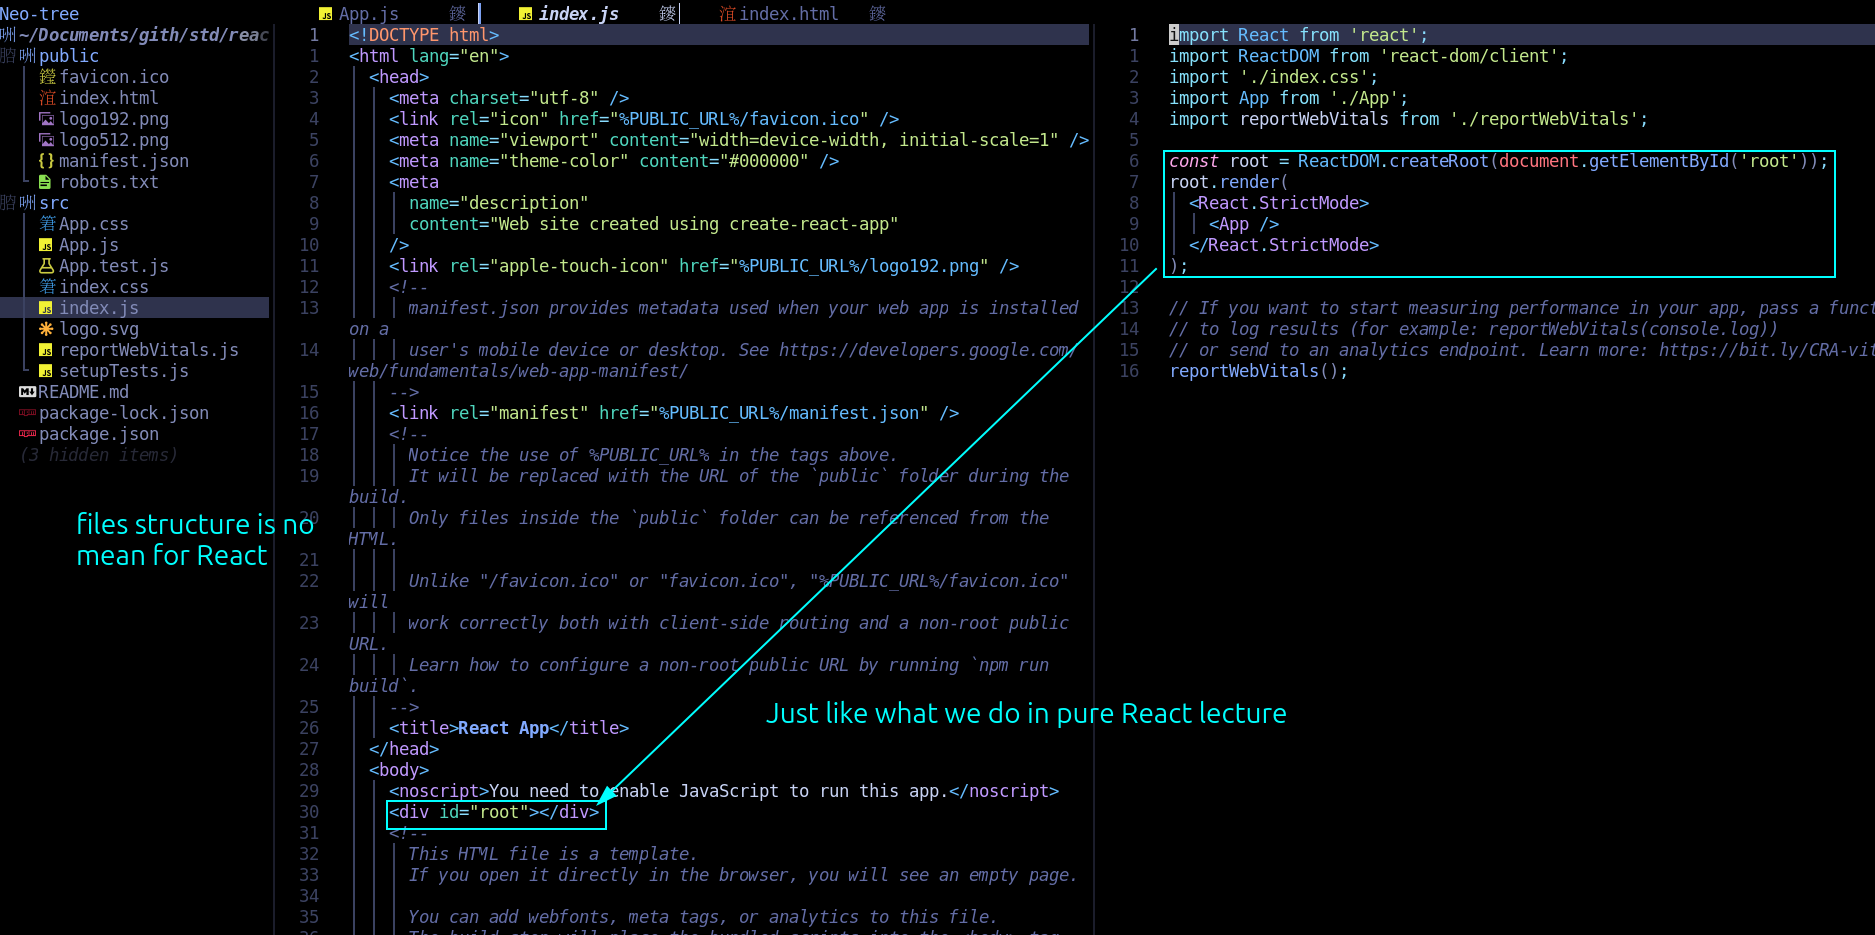 Neo-tree
App.js
index.js
index.html
~/Documents/gith/std/reac
public
favicon.ico
index.html
logo192.png
logo512.png
manifest.json
robots.txt
src
App.css
App.js
App.test.js
index.css
index.js
logo.svg
reportWebVitals.js
setupTests.js
README.md
package-lock.json
package.json
(3 hidden items)
files structure is no
mean for React
1 <!DOCTYPE html>
1 <html lang="en">
2 <head>
3 <meta charset="utf-8" />
4 <link rel="icon" href="%PUBLIC_URL%/favicon.ico" />
5 <meta name="viewport" content="width=device-width, initial-scale=1" />
6 <meta name="theme-color" content="#000000" />
7 <meta
8 name="description"
9 content="Web site created using create-react-app"
10 />
11 <link rel="apple-touch-icon" href="%PUBLIC_URL%/logo192.png" />
12 <!--
13 manifest.json provides metadata used when your web app is installed
on a
14 user's mobile device or desktop. See https://developers.google.com/
web/fundamentals/web-app-manifest/
15 -->
16 <link rel="manifest" href="%PUBLIC_URL%/manifest.json" />
17 <!--
18 Notice the use of %PUBLIC_URL% in the tags above.
19 It will be replaced with the URL of the `public` folder during the
build.
20 Only files inside the `public` folder can be referenced from the
HTML.
21
22 Unlike "/favicon.ico" or "favicon.ico", "%PUBLIC_URL%/favicon.ico"
will
23 work correctly both with client-side routing and a non-root public
URL.
24 Learn how to configure a non-root public URL by running `npm run
build`.
25 -->
26 <title>React App</title>
27 </head>
28 <body>
29 <noscript>You need to enable JavaScript to run this app.</noscript>
30 <div id="root"></div>
31 <!--
32 This HTML file is a template.
33 If you open it directly in the browser, you will see an empty page.
34
35 You can add webfonts, meta tags, or analytics to this file.
1 import React from 'react';
1 import ReactDOM from 'react-dom/client';
2 import './index.css';
3 import App from './App';
4 import reportWebVitals from './reportWebVitals';
5
6 const root = ReactDOM.createRoot(document.getElementById('root'));
7 root.render(
8 <React.StrictMode>
9 <App />
10 </React.StrictMode>
11 );
12
13 // If you want to start measuring performance in your app, pass a funct
14 // to log results (for example: reportWebVitals(console.log))
15 // or send to an analytics endpoint. Learn more: https://bit.ly/CRA-vit
16 reportWebVitals();
Just like what we do in pure React lecture